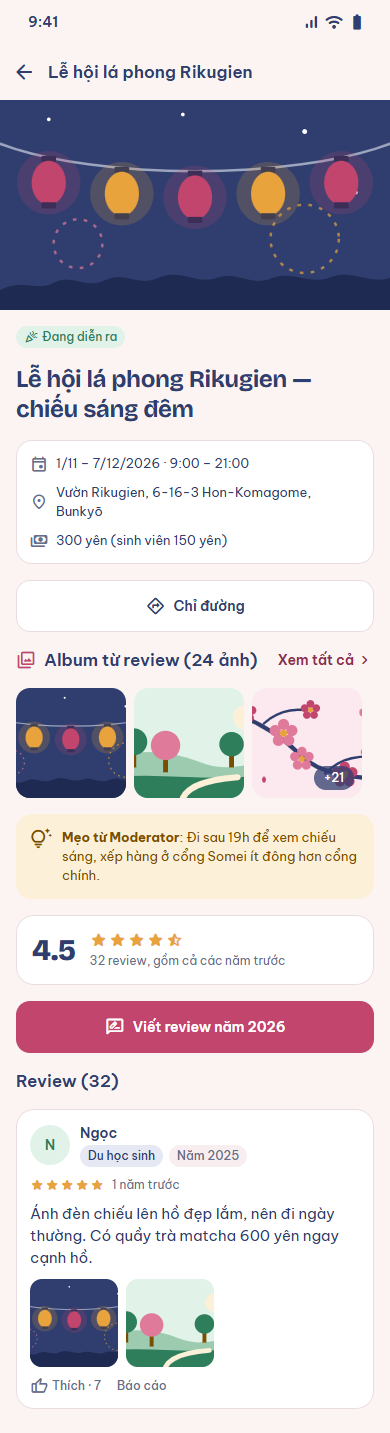 9:41
Lễ hội lá phong Rikugien
Đang diễn ra
Lễ hội lá phong Rikugien —
chiếu sáng đêm
1/11 – 7/12/2026 · 9:00 – 21:00
Vườn Rikugien, 6-16-3 Hon-Komagome,
Bunkyō
300 yên (sinh viên 150 yên)
Chỉ đường
Album từ review (24 ảnh)
Xem tất cả
+21
Mẹo từ Moderator: Đi sau 19h để xem chiếu
sáng, xếp hàng ở cổng Somei ít đông hơn cổng
chính.
4.5
32 review, gồm cả các năm trước
Viết review năm 2026
Review (32)
N
Ngọc
Du học sinh
Năm 2025
1 năm trước
Ánh đèn chiếu lên hồ đẹp lắm, nên đi ngày
thường. Có quầy trà matcha 600 yên ngay
cạnh hồ.
Thích · 7
Báo cáo